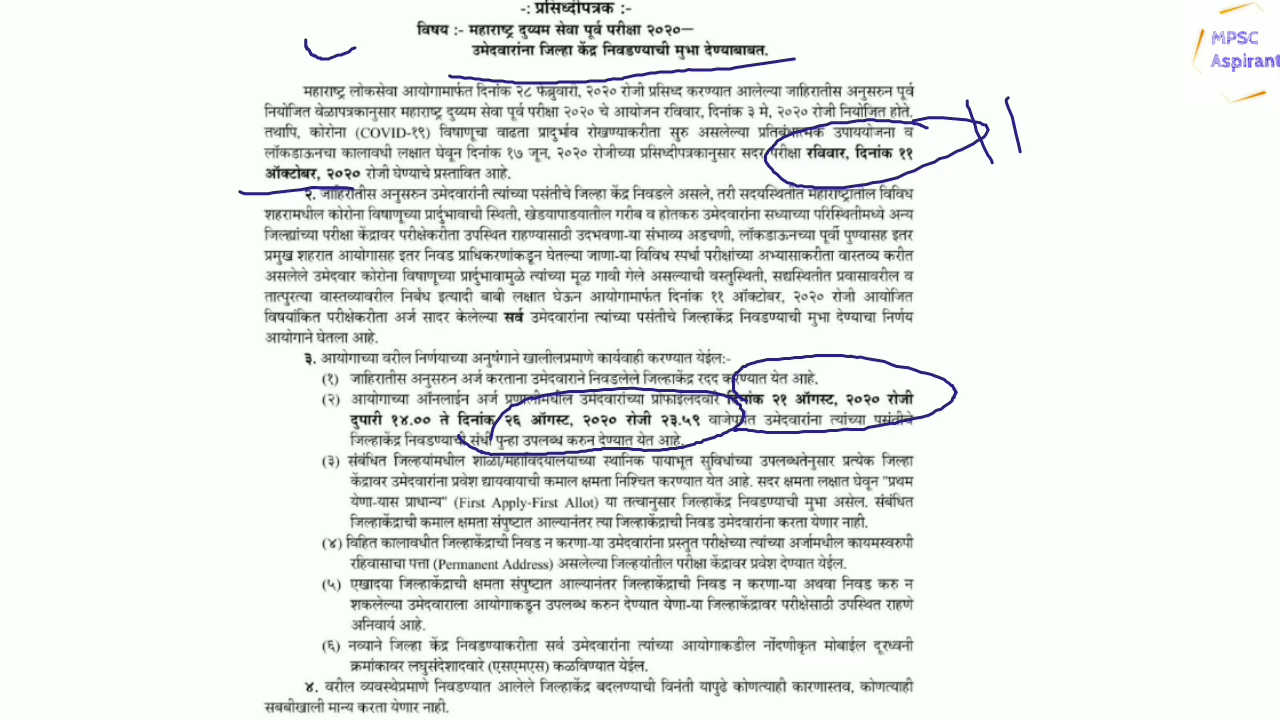 -: प्रसिध्दीपत्रक :-
विषय :- महाराष्ट्र दुय्यम सेवा पूर्व परीक्षा २०२०—
उमेदवारांना जिल्हा केंद्र निवडण्याची मुभा देण्याबाबत.
MPSC
Aspirant
महाराष्ट्र लोकसेवा आयोगामार्फत दिनांक २८ फेब्रुवारी, २०२० रोजी प्रसिध्द करण्यात आलेल्या जाहिरातीस अनुसरुन पूर्व
नियोजित वेळापत्रकानुसार महाराष्ट्र दुय्यम सेवा पूर्व परीक्षा २०२० चे आयोजन रविवार, दिनांक ३ मे, २०२० रोजी नियोजित होते.
तथापि, कोरोना (COVID-१९) विषाणूचा वाढता प्रादुर्भाव रोखण्याकरीता सुरु असलेल्या प्रतिबंधात्मक उपाययोजना व
लॉकडाऊनचा कालावधी लक्षात घेवून दिनांक १७ जून, २०२० रोजीच्या प्रसिध्दीपत्रकानुसार सदर परीक्षा रविवार, दिनांक ११
ऑक्टोबर, २०२० रोजी घेण्याचे प्रस्तावित आहे.
२. जाहिरातीस अनुसरुन उमेदवारांनी त्यांच्या पसंतीचे जिल्हा केंद्र निवडले असले, तरी सदयस्थितीत महाराष्ट्रातील विविध
शहरामधील कोरोना विषाणूच्या प्रार्दुभावाची स्थिती, खेडयापाडयातील गरीब व होतकरु उमेदवारांना सध्याच्या परिस्थितीमध्ये अन्य
जिल्ह्यांच्या परीक्षा केंद्रावर परीक्षेकरीता उपस्थित राहण्यासाठी उदभवणा-या संभाव्य अडचणी, लॉकडाऊनच्या पूर्वी पुण्यासह इतर
प्रमुख शहरात आयोगासह इतर निवड प्राधिकरणांकडून घेतल्या जाणा-या विविध स्पर्धा परीक्षांच्या अभ्यासाकरीता वास्तव्य करीत
असलेले उमेदवार कोरोना विषाणूच्या प्रार्दुभावामुळे त्यांच्या मूळ गावी गेले असल्याची वस्तुस्थिती, सद्यस्थितीत प्रवासावरील व
तात्पुरत्या वास्तव्यावरील निर्बंध इत्यादी बाबी लक्षात घेऊन आयोगामार्फत दिनांक ११ ऑक्टोबर, २०२० रोजी आयोजित
विषयांकित परीक्षेकरीता अर्ज सादर केलेल्या सर्व उमेदवारांना त्यांच्या पसंतीचे जिल्हाकेंद्र निवडण्याची मुभा देण्याचा निर्णय
आयोगाने घेतला आहे.
३. आयोगाच्या वरील निर्णयाच्या अनुषंगाने खालीलप्रमाणे कार्यवाही करण्यात येईल:-
(१) जाहिरातीस अनुसरुन अर्ज करताना उमेदवाराने निवडलेले जिल्हाकेंद्र रदद करण्यात येत आहे.
(२) आयोगाच्या ऑनलाईन अर्ज प्रणालीमधील उमेदवारांच्या प्रोफाईलदवारे दिनांक २१ ऑगस्ट, २०२० रोजी
दुपारी १४.०० ते दिनांक २६ ऑगस्ट, २०२० रोजी २३.५९ वाजेपर्यंत उमेदवारांना त्यांच्या पसंतीचे
जिल्हाकेंद्र निवडण्याची संधी पुन्हा उपलब्ध करुन देण्यात येत आहे.
(३) संबंधित जिल्हयांमधील शाळा/महाविदयालयाच्या स्थानिक पायाभूत सुविधांच्या उपलब्धतेनुसार प्रत्येक जिल्हा
केंद्रावर उमेदवारांना प्रवेश द्यायवायाची कमाल क्षमता निश्चित करण्यात येत आहे. सदर क्षमता लक्षात घेवून "प्रथम
येणा-यास प्राधान्य" (First Apply-First Allot) या तत्वानुसार जिल्हाकेंद्र निवडण्याची मुभा असेल. संबंधित
जिल्हाकेंद्राची कमाल क्षमता संपुष्टात आल्यानंतर त्या जिल्हाकेंद्राची निवड उमेदवारांना करता येणार नाही.
(४) विहित कालावधीत जिल्हाकेंद्राची निवड न करणा-या उमेदवारांना प्रस्तुत परीक्षेच्या त्यांच्या अर्जामधील कायमस्वरुपी
रहिवासाचा पत्ता (Permanent Address) असलेल्या जिल्हयांतील परीक्षा केंद्रावर प्रवेश देण्यात येईल.
(५) एखादया जिल्हाकेंद्राची क्षमता संपुष्टात आल्यानंतर जिल्हाकेंद्राची निवड न करणा-या अथवा निवड करु न
शकलेल्या उमेदवाराला आयोगाकडून उपलब्ध करुन देण्यात येणा-या जिल्हाकेंद्रावर परीक्षेसाठी उपस्थित राहणे
अनिवार्य आहे.
(६) नव्याने जिल्हा केंद्र निवडण्याकरीता सर्व उमेदवारांना त्यांच्या आयोगाकडील नोंदणीकृत मोबाईल दूरध्वनी
क्रमांकावर लघुसंदेशादवारे (एसएमएस) कळविण्यात येईल.
४. वरील व्यवस्थेप्रमाणे निवडण्यात आलेले जिल्हाकेंद्र बदलण्याची विनंती यापुढे कोणत्याही कारणास्तव, कोणत्याही
सबबीखाली मान्य करता येणार नाही.